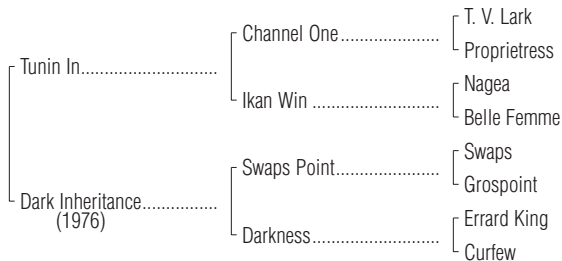 T. V. Lark
Channel One.....................
Proprietress
Tunin In.............................
Nagea
Ikan Win ...........................
Belle Femme
Swaps
Swaps Point......................
Grospoint
Dark Inheritance................
(1976)
Errard King
Darkness...........................
Curfew